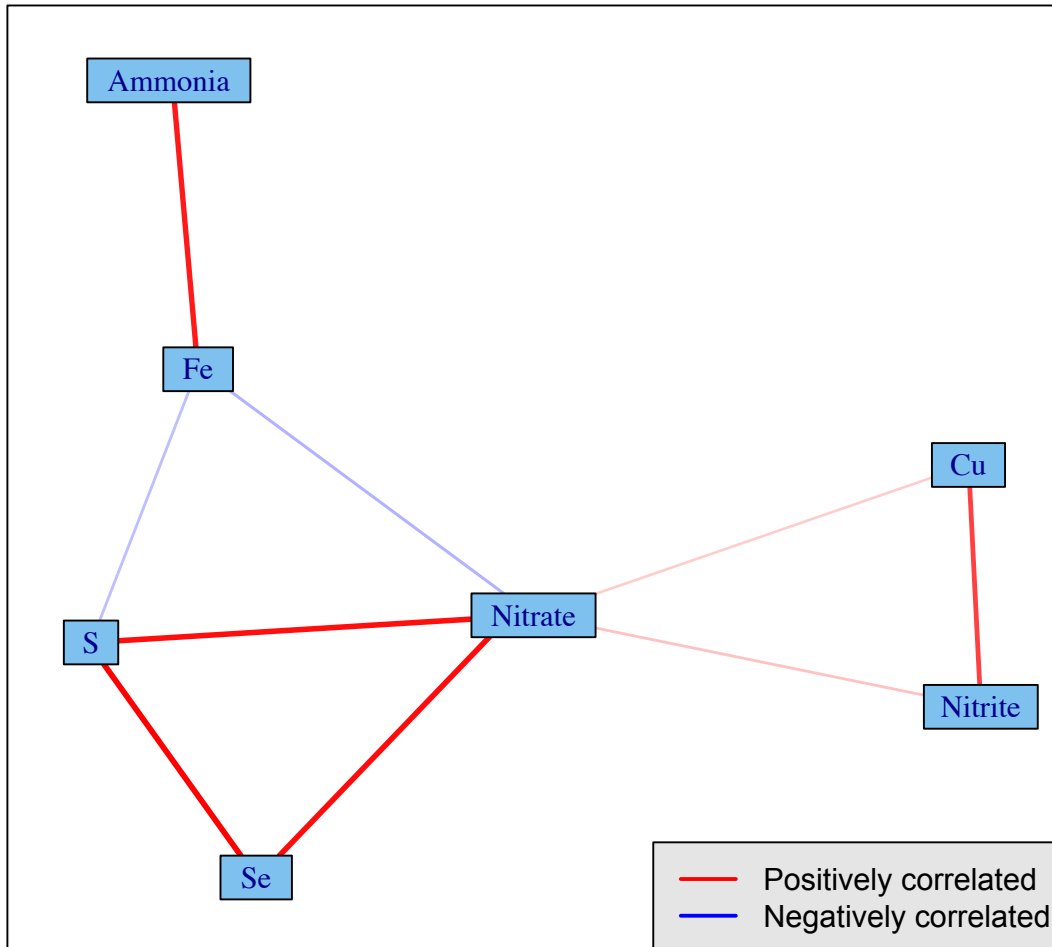 Ammonia
Fe
Cu
Nitrate
S
Nitrite
Se
Positively correlated
Negatively correlated